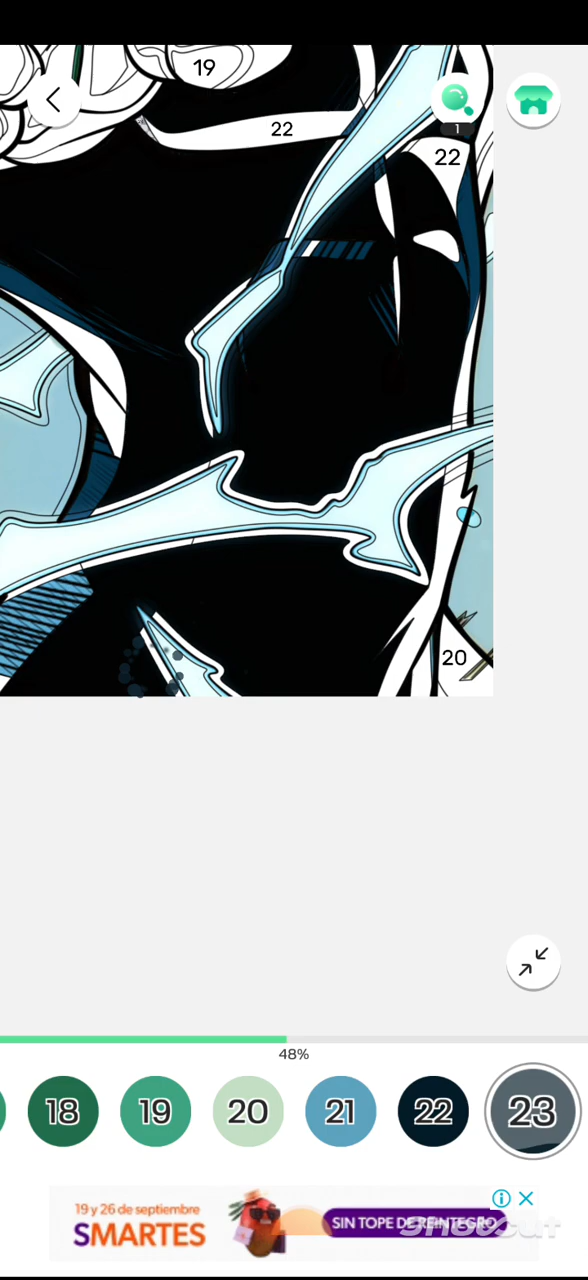 19
22
1
22
20
48%
18 19 20 21 22 23
19 y 26 de septiembre
SMARTES
SIN TOPE DE REINTEGRO